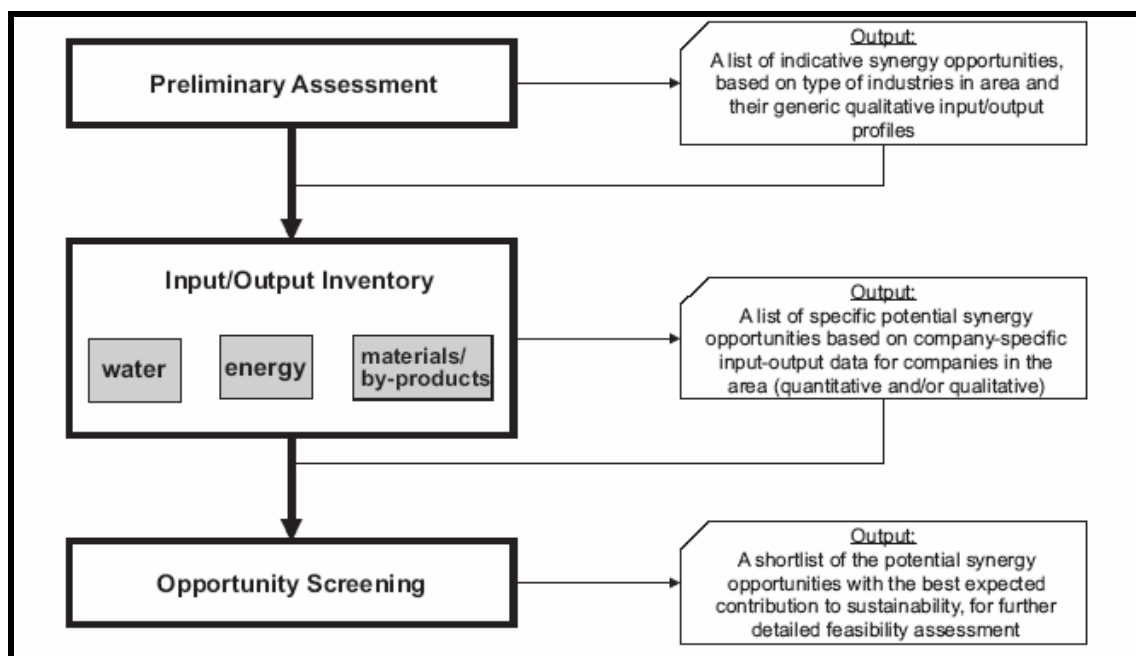 Preliminary Assessment
Output:
A list of indicative synergy opportunities,
based on type of industries in area and
their generic qualitative input/output
profiles
Input/Output Inventory
water
energy
materials/
by-products
Output:
A list of specific potential synergy
opportunities based on company-specific
input-output data for companies in the
area (quantitative and/or qualitative)
Opportunity Screening
Output:
A shortlist of the potential synergy
opportunities with the best expected
contribution to sustainability, for further
detailed feasibility assessment